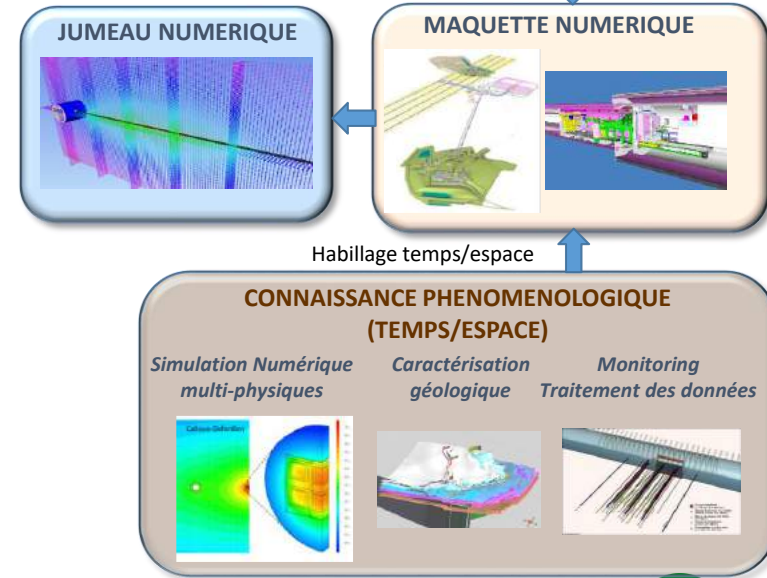 JUMEAU NUMERIQUE
MAQUETTE NUMERIQUE
Habillage temps/espace
CONNAISSANCE PHENOMENOLOGIQUE
(TEMPS/ESPACE)
Simulation Numérique
multi-physiques
Caractérisation
géologique
Monitoring
Traitement des données